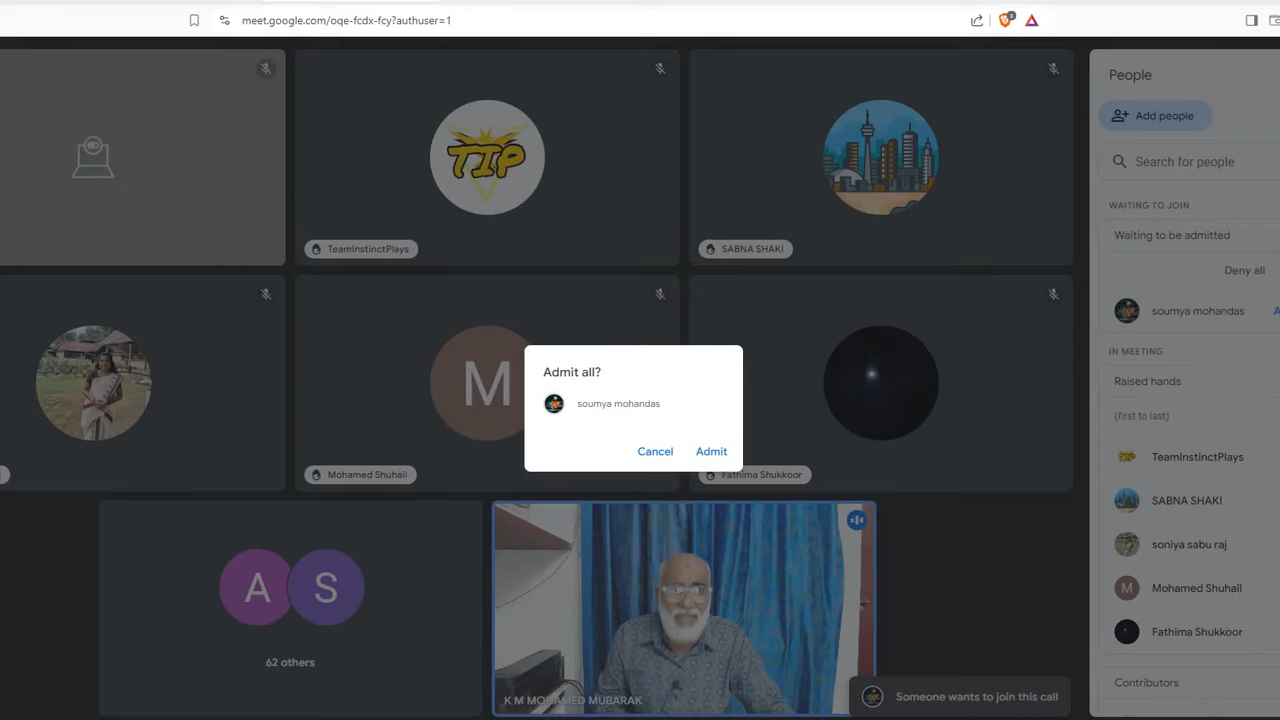 meet.google.com/oqe-fcdx-fcy?authuser=1
3
People
Add people
Search for people
TIP
TeamInstinctPlays
SABNA SHAKI
WAITING TO JOIN
Waiting to be admitted
Deny all
soumya mohandas
M
Mohamed Shuhail
Fathima Shukkoor
Admit all?
soumya mohandas
Cancel
Admit
IN MEETING
Raised hands
(first to last)
TeamInstinctPlays
SABNA SHAKI
soniya sabu raj
M
Mohamed Shuhail
Fathima Shukkoor
Contributors
A
S
62 others
K M MOHAMED MUBARAK
Someone wants to join this call